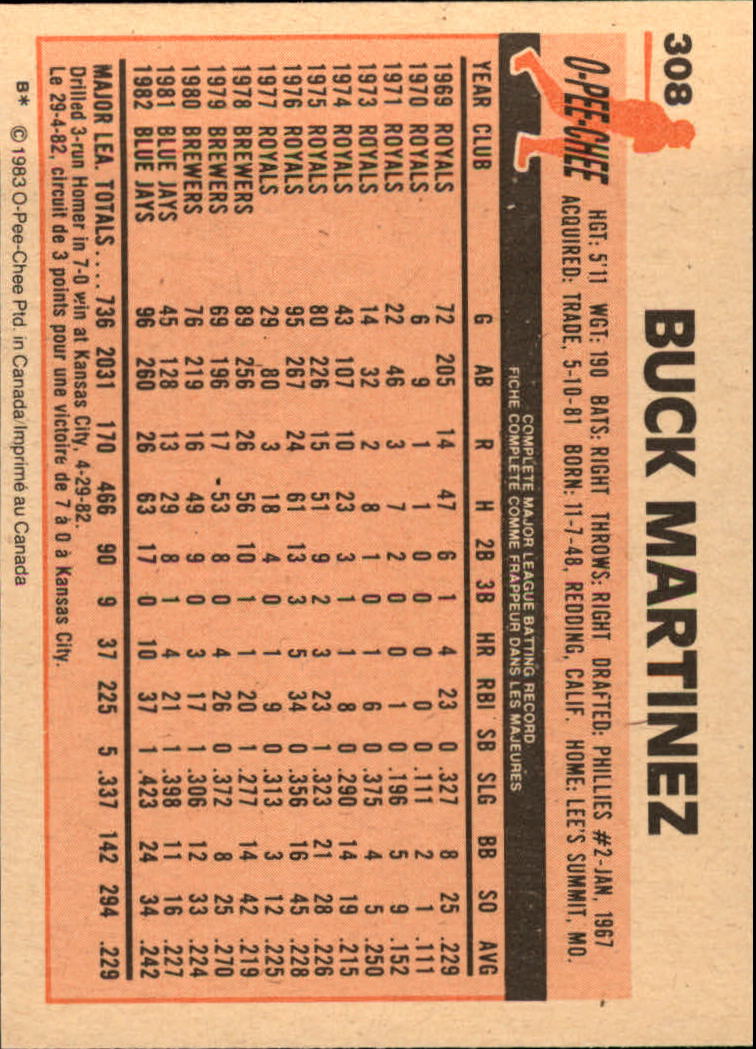 308
BUCK MARTINEZ
O-PEE-CHEE
HGT: 5'11 WGT: 190 BATS: RIGHT THROWS: RIGHT DRAFTED: PHILLIES #2-JAN, 1967
ACQUIRED: TRADE, 5-10-81 BORN: 11-7-48, REDDING, CALIF. HOME: LEE'S SUMMIT, MO.
COMPLETE MAJOR LEAGUE BATTING RECORD
FICHE COMPLÈTE COMME FRAPPEUR DANS LES MAJEURES
YEAR CLUB G AB R H 2B 3B HR RBI SB SLG BB SO AVG
1969 ROYALS 72 205 14 47 6 1 4 23 0 .327 8 25 .229
1970 ROYALS 6 9 1 1 0 0 0 0 0 .111 2 1 .111
1971 ROYALS 22 46 3 7 2 0 0 1 0 .196 5 9 .152
1973 ROYALS 14 32 2 8 1 0 1 6 0 .375 4 5 .250
1974 ROYALS 43 107 10 23 3 1 1 8 0 .290 14 19 .215
1975 ROYALS 80 226 15 51 9 2 3 23 1 .323 21 28 .226
1976 ROYALS 95 267 24 61 13 3 5 34 0 .356 16 45 .228
1977 ROYALS 29 80 3 18 4 0 1 9 0 .313 3 12 .225
1978 BREWERS 89 256 26 56 10 1 1 20 1 .277 14 42 .219
1979 BREWERS 69 196 17 53 8 0 4 26 0 .372 8 25 .270
1980 BREWERS 76 219 16 49 9 0 3 17 1 .306 12 33 .224
1981 BLUE JAYS 45 128 13 29 8 1 4 21 1 .398 11 16 .227
1982 BLUE JAYS 96 260 26 63 17 0 10 37 1 .423 24 34 .242
MAJOR LEA. TOTALS.... 736 2031 170 466 90 9 37 225 5 .337 142 294 .229
Drilled 3-run Homer in 7-0 win at Kansas City, 4-29-82.
Le 29-4-82, circuit de 3 points pour une victoire de 7 à 0 à Kansas City.
B* © 1983 O-Pee-Chee Ptd. in Canada/Imprimé au Canada